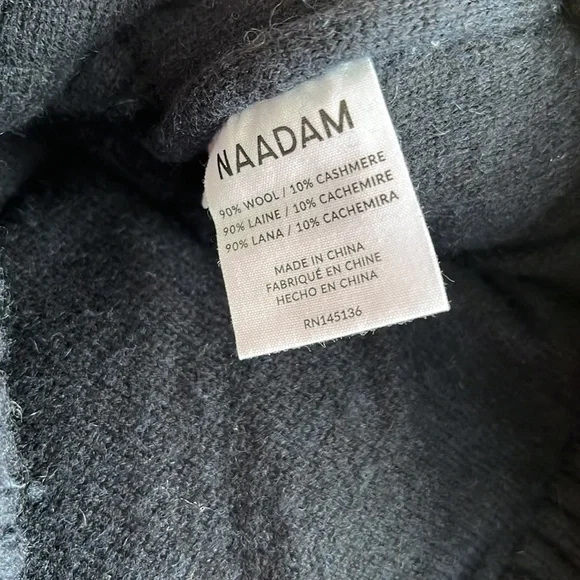 NAADAM
90% WOOL / 10% CASHMERE
90% LAINE / 10% CACHEMIRE
90% LANA / 10% CACHEMIRA
MADE IN CHINA
FABRIQUÉ EN CHINE
HECHO EN CHINA
RN145136